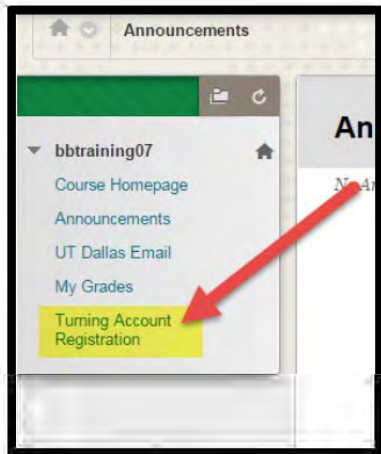 Announcements
An
bbtraining07
Course Homepage
Announcements
UT Dallas Email
My Grades
Turning Account
Registration